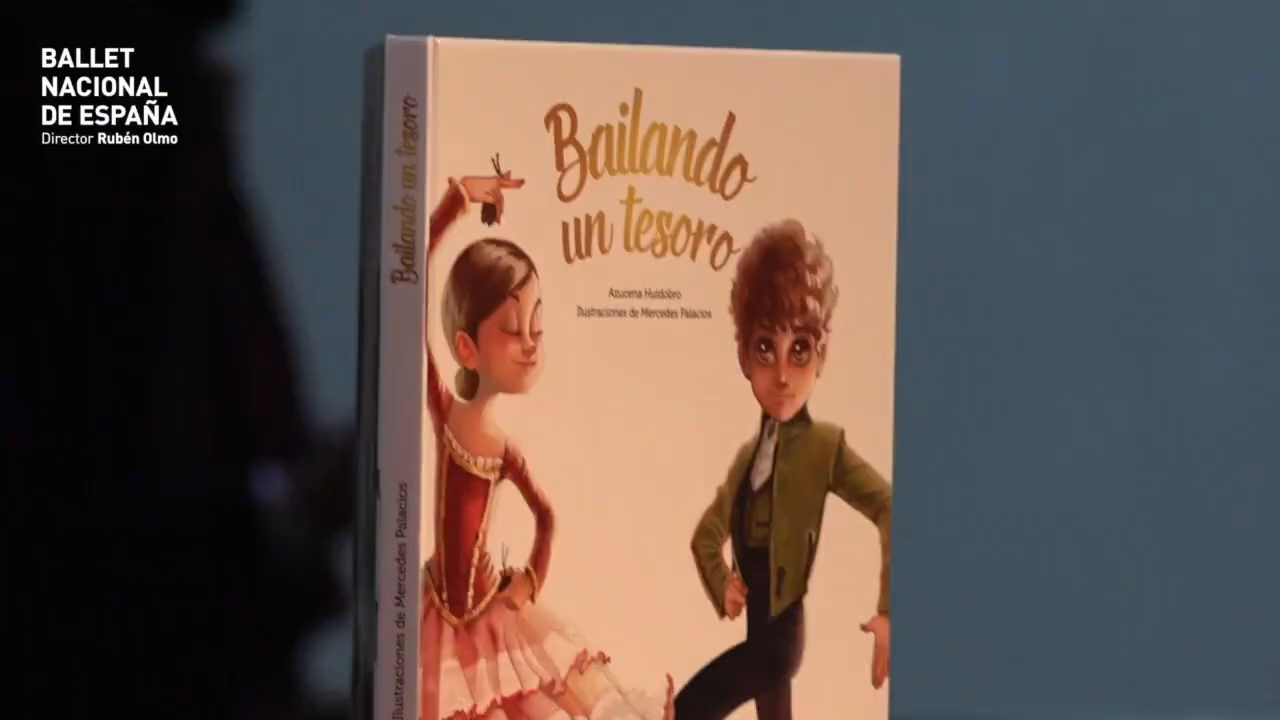 BALLET
NACIONAL
DE ESPAÑA
Director Rubén Olmo
Bailando un tesoro
Ilustraciones de Mercedes Palacios
Bailando
un tesoro
Azucena Huidobro
Ilustraciones de Mercedes Palacios